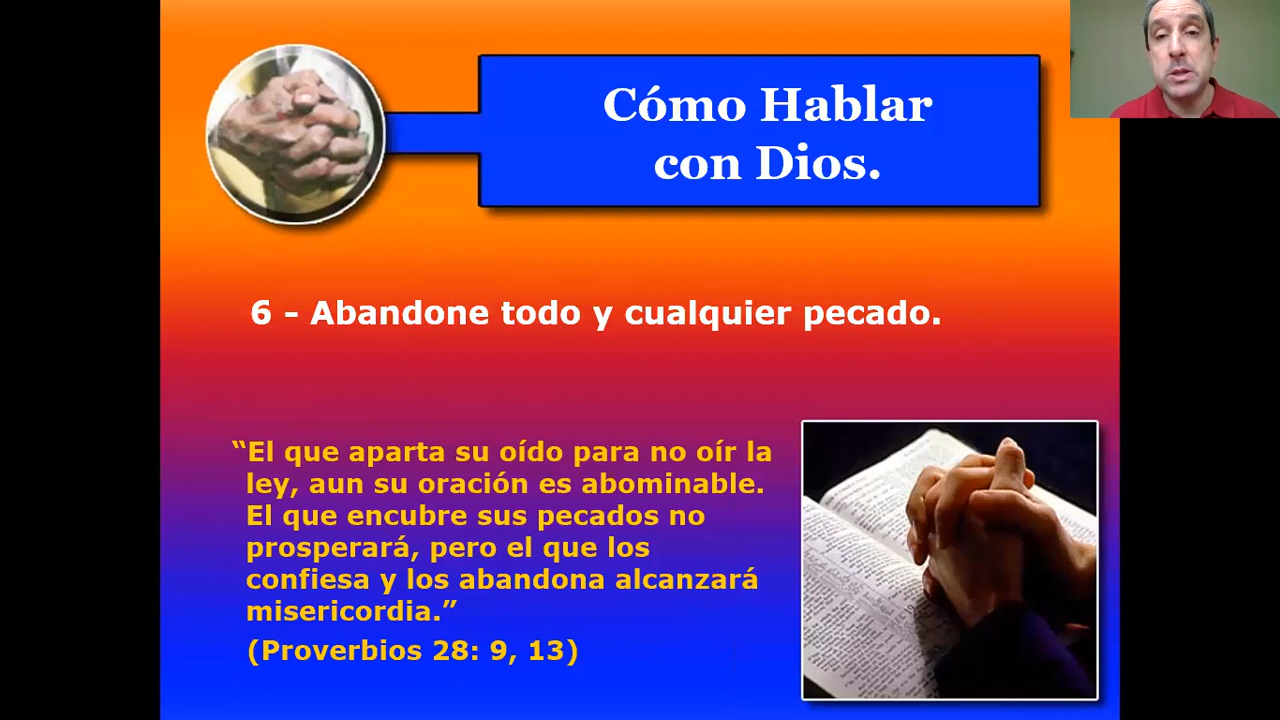 Cómo Hablar
con Dios.
6 - Abandone todo y cualquier pecado.
“El que aparta su oído para no oír la
ley, aun su oración es abominable.
El que encubre sus pecados no
prosperará, pero el que los
confiesa y los abandona alcanzará
misericordia.”
(Proverbios 28: 9, 13)